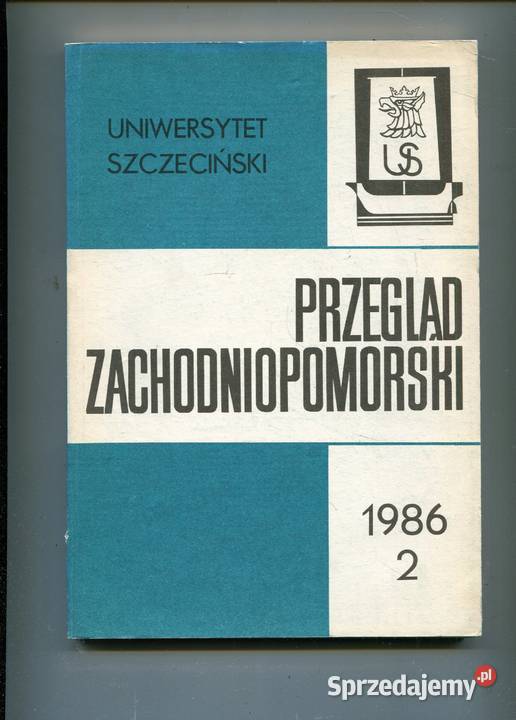 UNIWERSYTET
SZCZECIŃSKI
US
PRZEGLĄD
ZACHODNIOPOMORSKI
1986
2
Sprzedajemy.pl